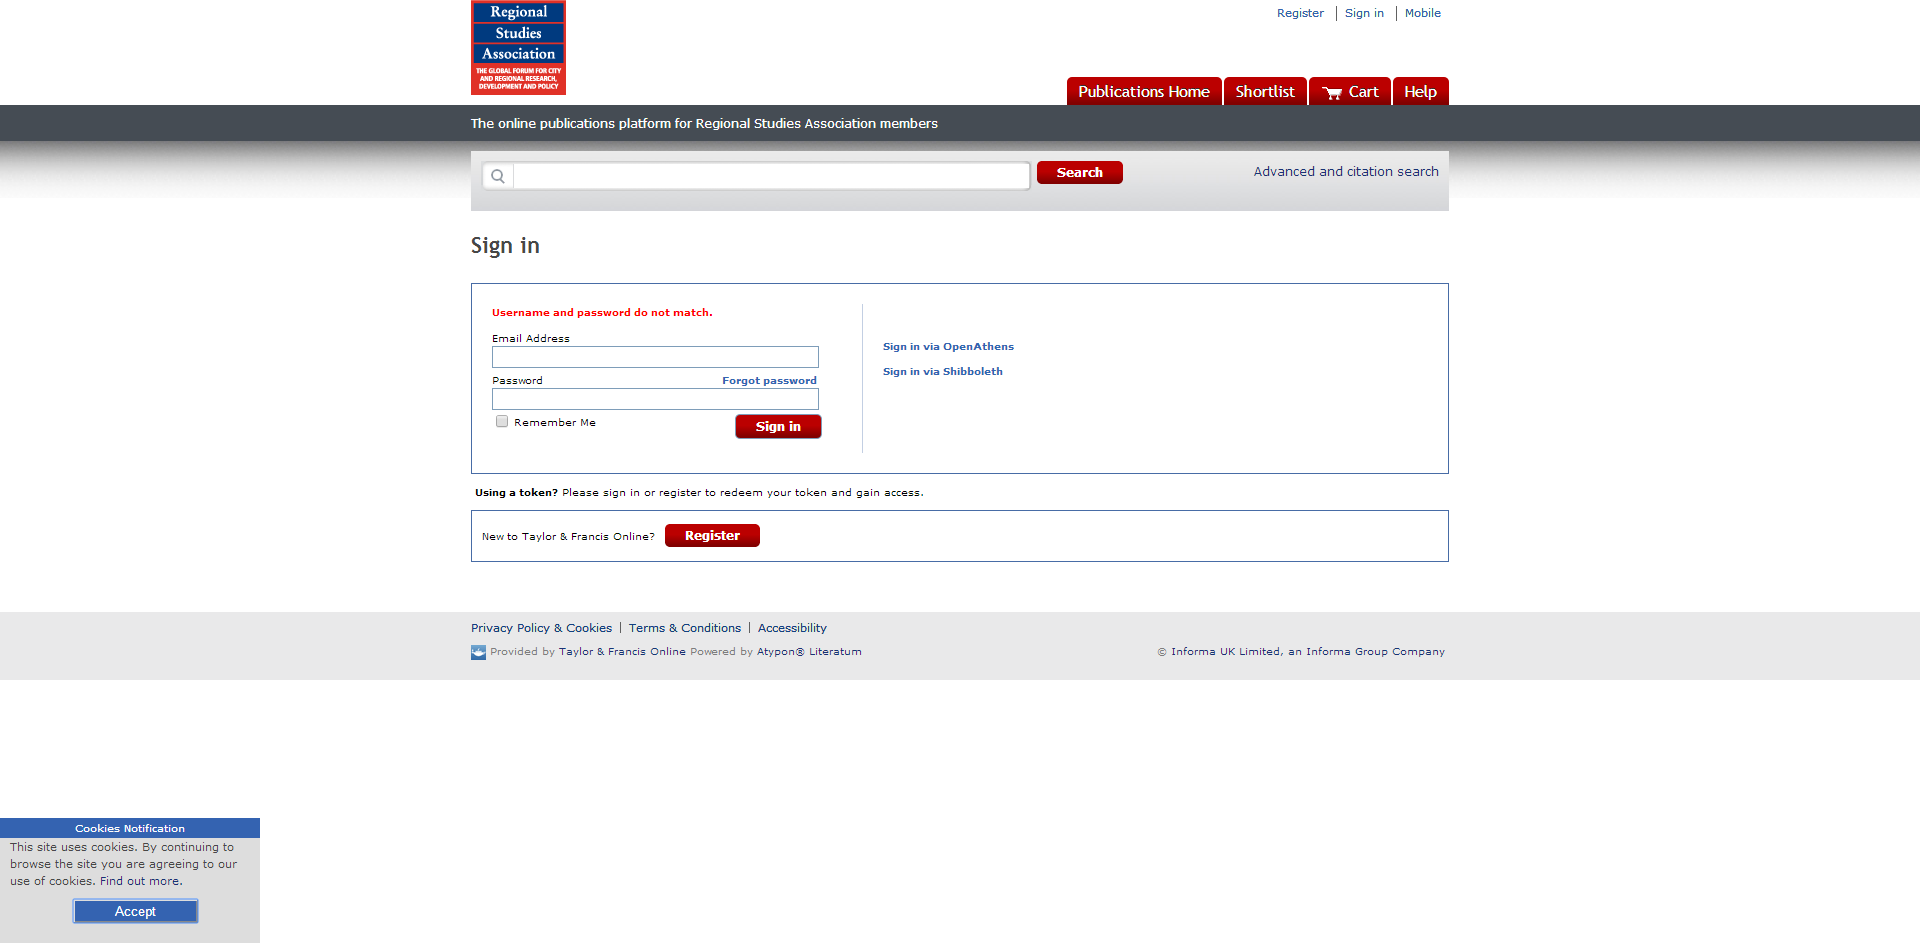 Regional
Studies
Association
THE GLOBAL FORUM FOR CITY
AND REGIONAL RESEARCH,
DEVELOPMENT AND POLICY
Register Sign in Mobile
Publications Home Shortlist Cart Help
The online publications platform for Regional Studies Association members
Search
Advanced and citation search
Sign in
Username and password do not match.
Email Address
Password Forgot password
Remember Me
Sign in
Sign in via OpenAthens
Sign in via Shibboleth
Using a token? Please sign in or register to redeem your token and gain access.
New to Taylor & Francis Online? Register
Privacy Policy & Cookies | Terms & Conditions | Accessibility
Provided by Taylor & Francis Online Powered by Atypon® Literatum
© Informa UK Limited, an Informa Group Company
Cookies Notification
This site uses cookies. By continuing to
browse the site you are agreeing to our
use of cookies. Find out more.
Accept